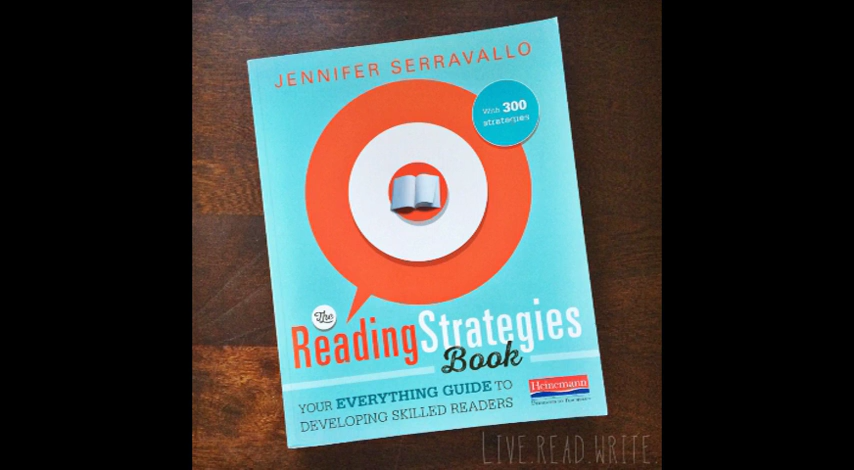 JENNIFER SERRAVALLO
With 300
strategies
The
Reading Strategies
Book
YOUR EVERYTHING GUIDE TO
DEVELOPING SKILLED READERS
Heinemann
LIVE.READ.WRITE.